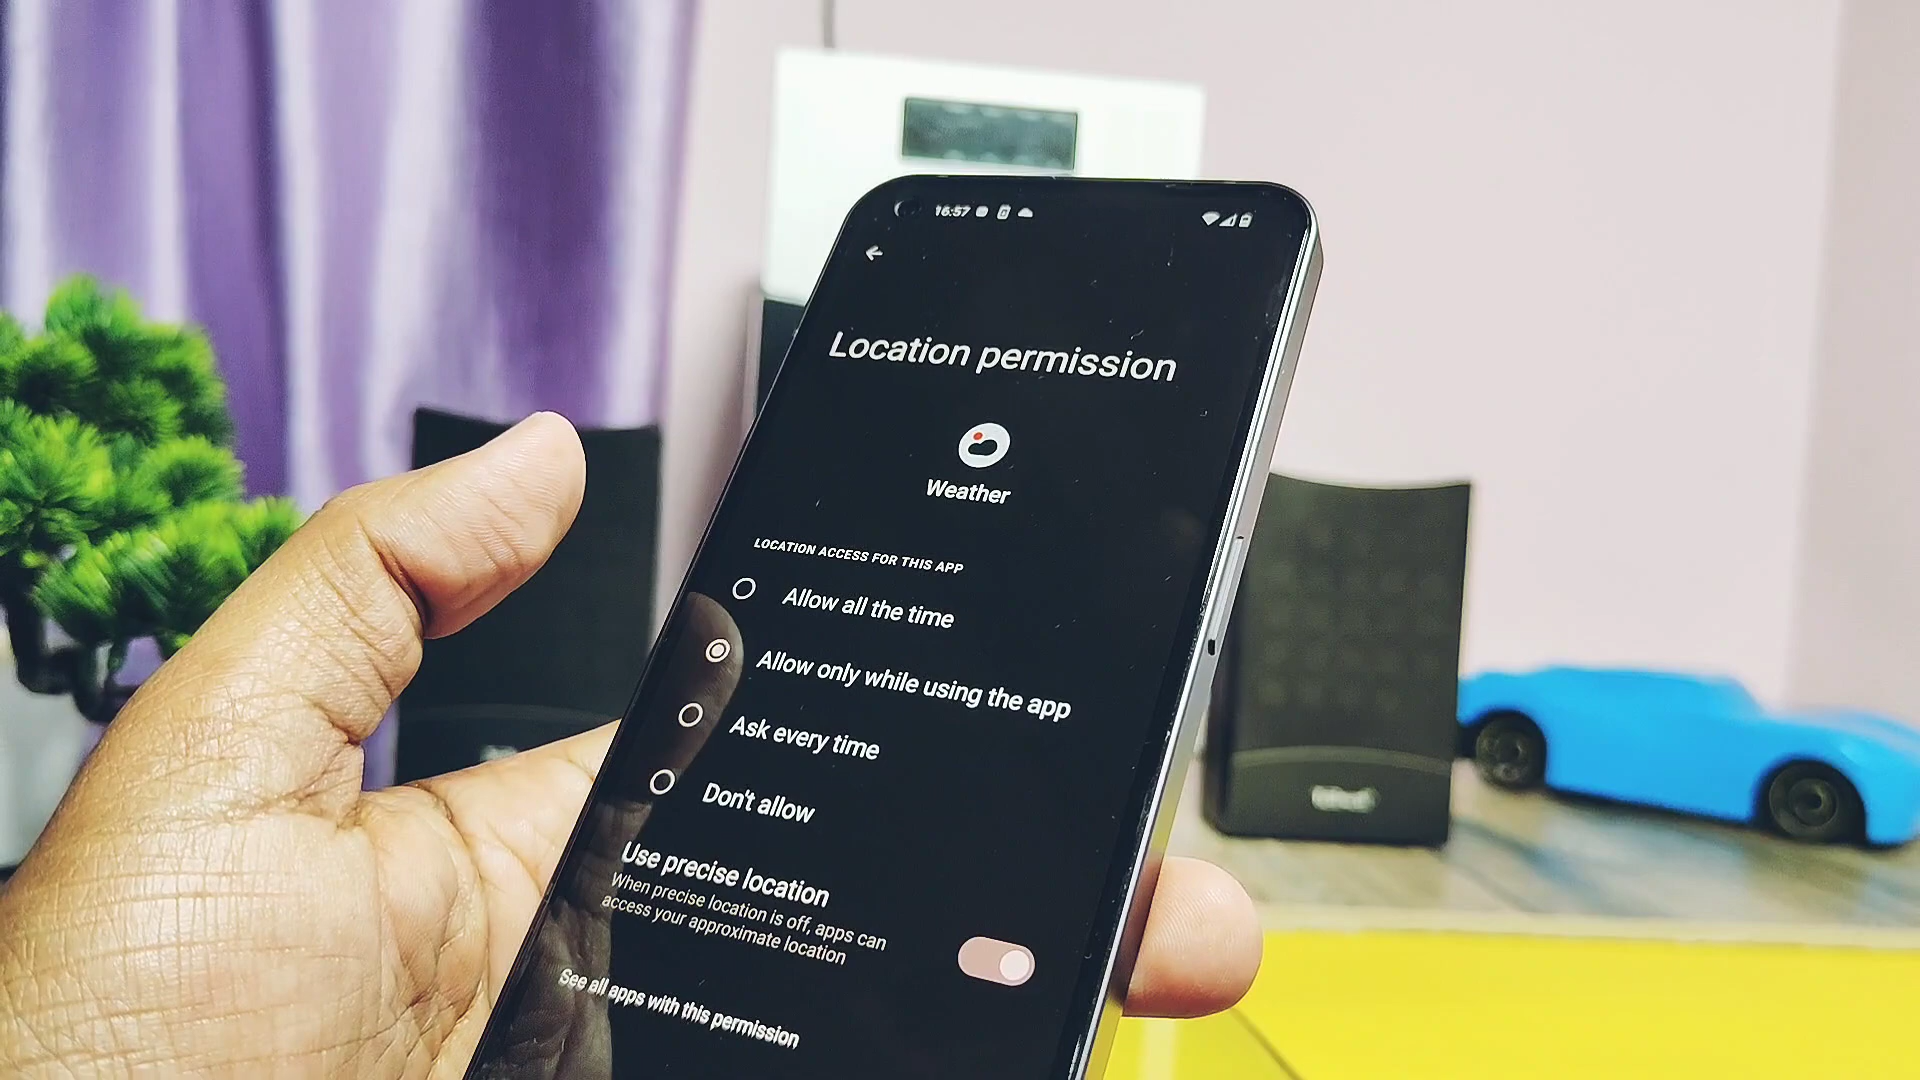 16:57
Location permission
Weather
LOCATION ACCESS FOR THIS APP
Allow all the time
Allow only while using the app
Ask every time
Don't allow
Use precise location
When precise location is off, apps can
access your approximate location
See all apps with this permission